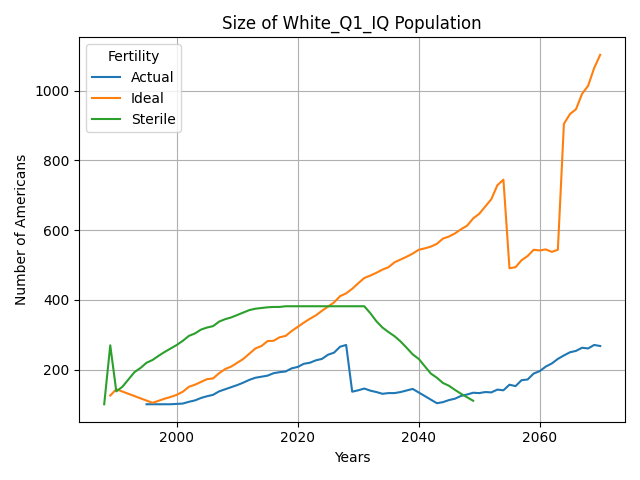 Size of White_Q1_IQ Population
Fertility
Actual
Ideal
Sterile
Number of Americans
1000
800
600
400
200
2000
2020
2040
2060
Years